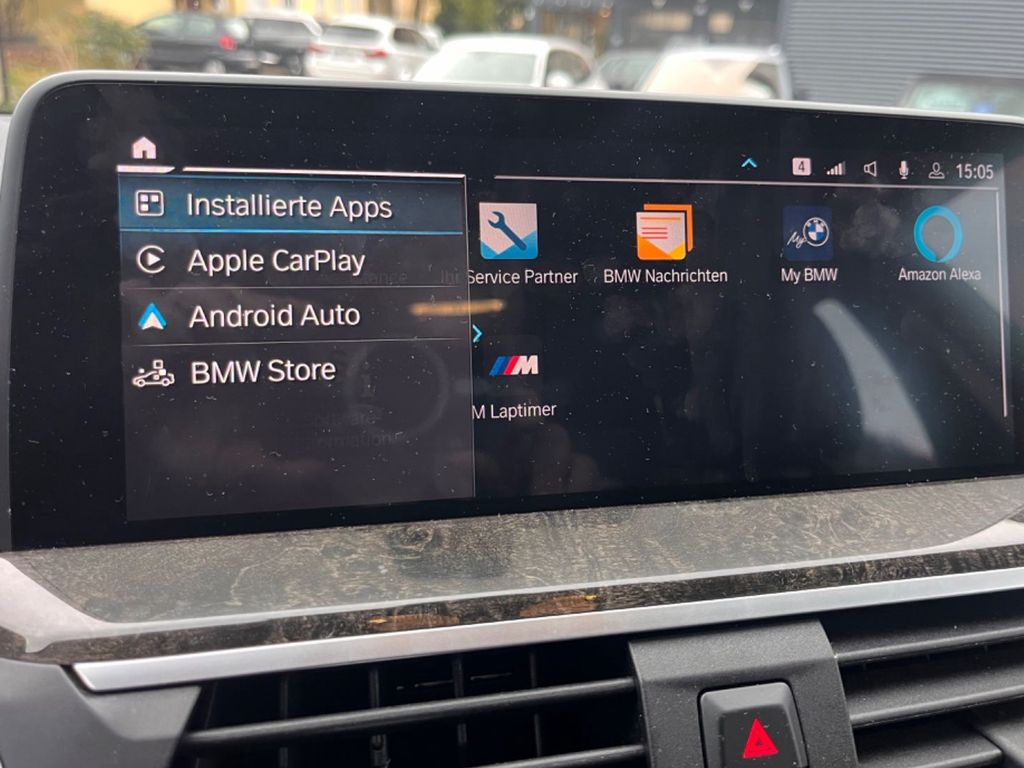 4
15:05
Installierte Apps
Apple CarPlay
Android Auto
BMW Store
Ihr Service Partner
BMW Nachrichten
My BMW
Amazon Alexa
M
M Laptimer